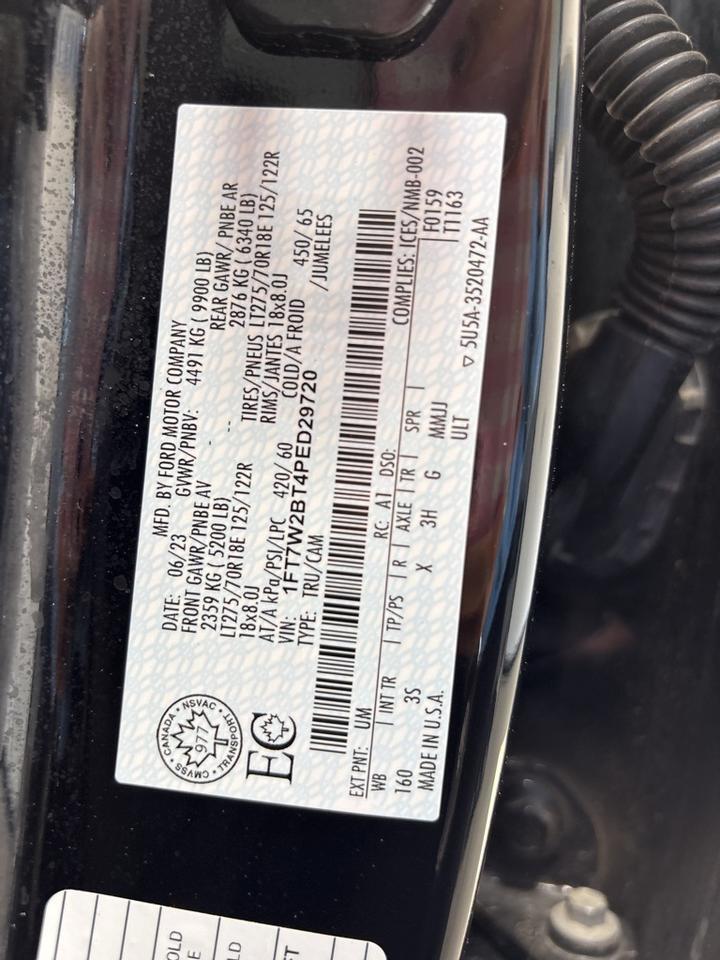 MFD. BY FORD MOTOR COMPANY
DATE: 06/23 GVWR/PNBV: 4491 KG ( 9900 LB)
FRONT GAWR/PNBE AV REAR GAWR/ PNBE AR
2359 KG ( 5200 LB) 2876 KG ( 6340 LB)
LT275/70R18E 125/122R TIRES/PNEUS LT275/70R18E 125/122R
18x8.0J RIMS/JANTES 18x8.0J
AT/A kPa/PSI/LPC 420/ 60 COLD/A FROID 450/ 65
VIN: 1FT7W2BT4PED29720 /JUMELEES
TYPE: TRU/CAM
CANADA • NSVAC • TRANSPORT • CMVSS
977
EC
EXT PNT: UM RC: A1 DSO: COMPLIES: ICES/NMB-002
WB | INT TR | TP/PS | R | AXLE | TR | SPR | F0159
160 3S X 3H G MMJJ T1163
MADE IN U.S.A. ULT
▽ 5U5A-3520472-AA
OLD
E
LD
FT